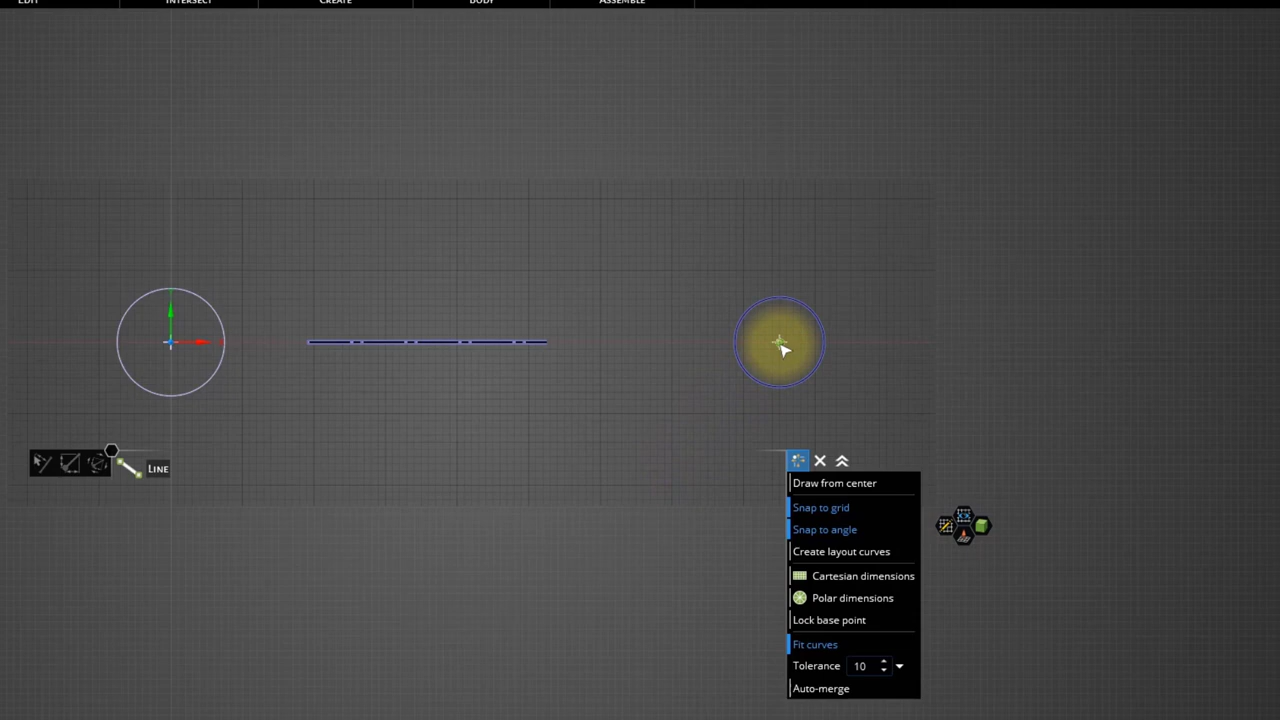 EDIT
INTERSECT
CREATE
BODY
ASSEMBLE
LINE
Draw from center
Snap to grid
Snap to angle
Create layout curves
Cartesian dimensions
Polar dimensions
Lock base point
Fit curves
Tolerance 10
Auto-merge